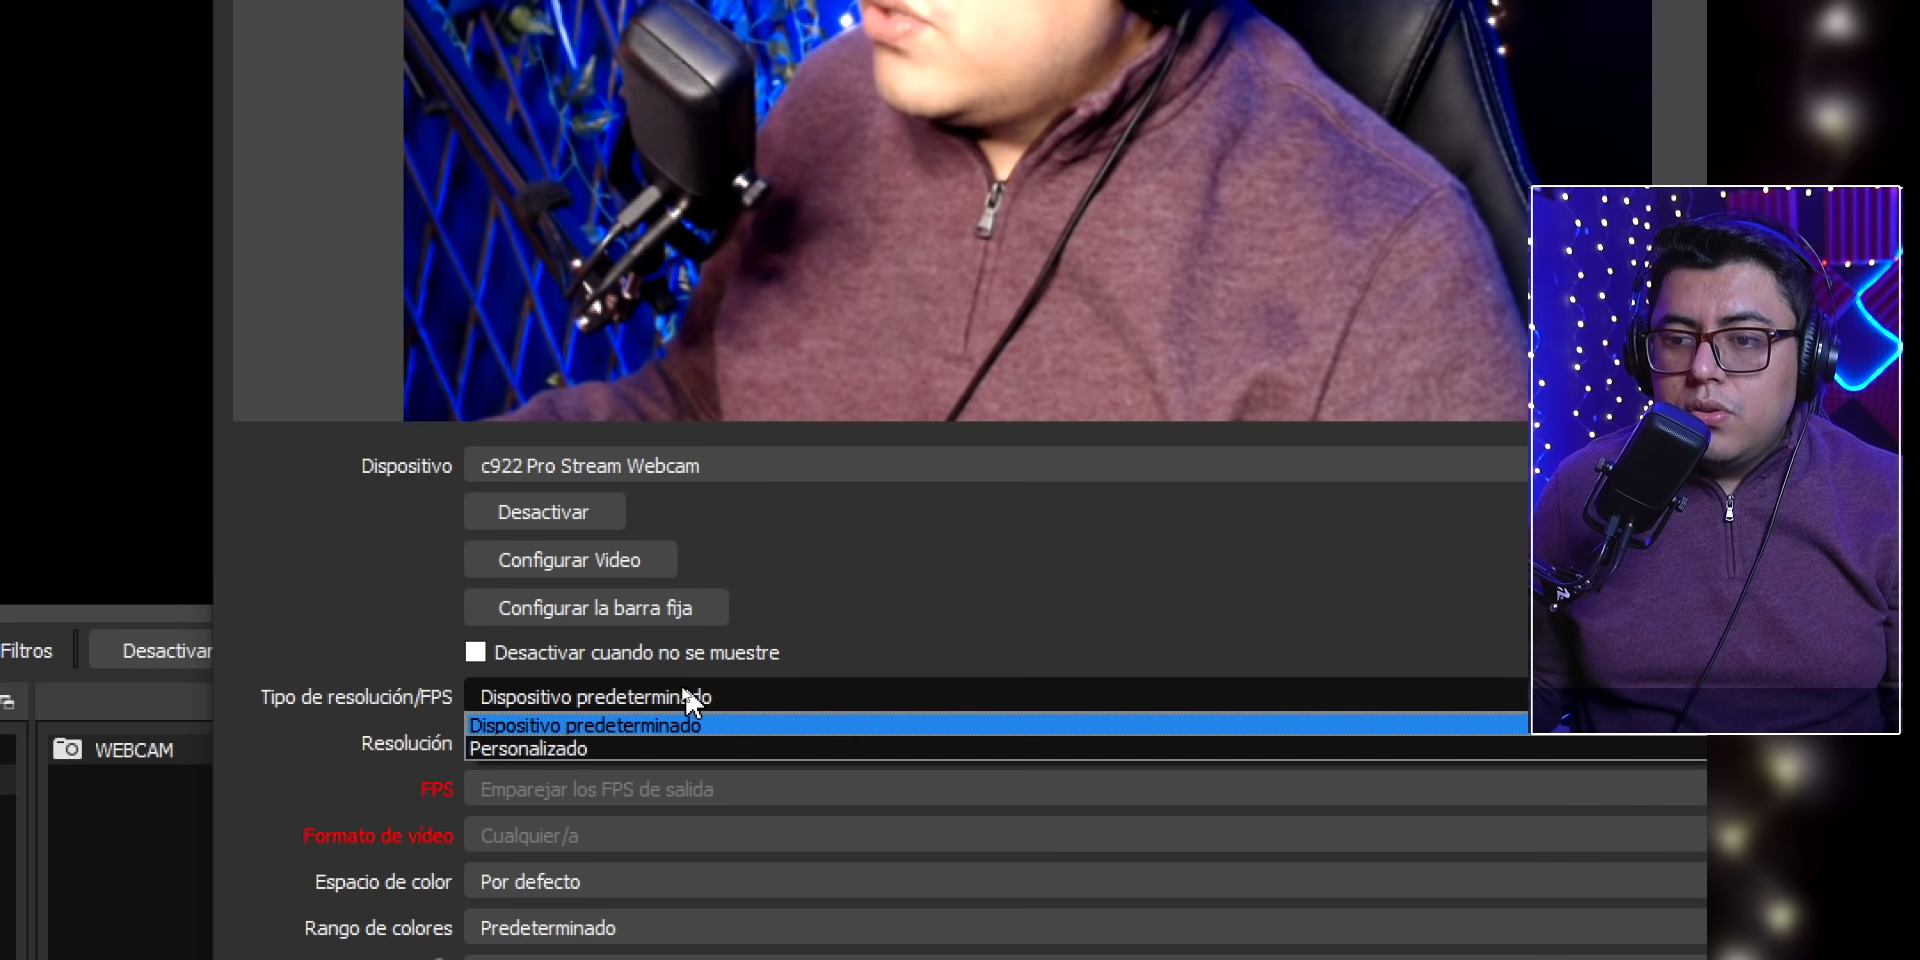 Dispositivo
c922 Pro Stream Webcam
Desactivar
Configurar Video
Configurar la barra fija
Desactivar cuando no se muestre
Tipo de resolución/FPS
Dispositivo predeterminado
Dispositivo predeterminado
Personalizado
Resolución
FPS
Emparejar los FPS de salida
Formato de vídeo
Cualquier/a
Espacio de color
Por defecto
Rango de colores
Predeterminado
Filtros
Desactivar
WEBCAM